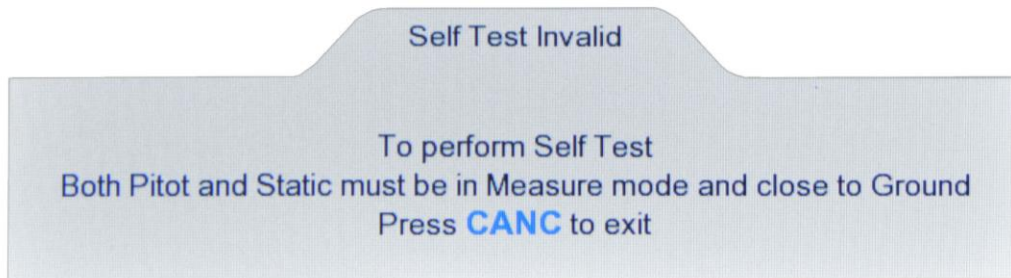 Self Test Invalid
To perform Self Test
Both Pitot and Static must be in Measure mode and close to Ground
Press CANC to exit